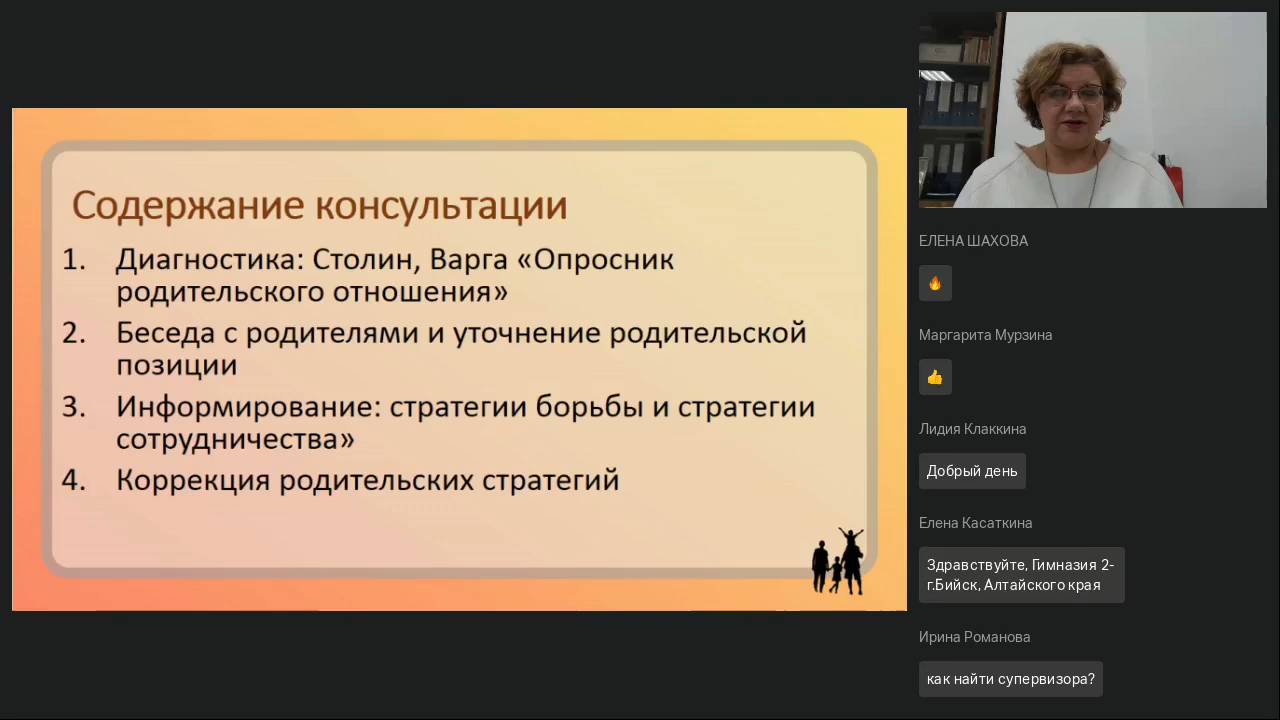 Содержание консультации
1. Диагностика: Столин, Варга «Опросник
родительского отношения»
2. Беседа с родителями и уточнение родительской
позиции
3. Информирование: стратегии борьбы и стратегии
сотрудничества»
4. Коррекция родительских стратегий
ЕЛЕНА ШАХОВА
🔥
Маргарита Мурзина
👍
Лидия Клаккина
Добрый день
Елена Касаткина
Здравствуйте, Гимназия 2-
г.Бийск, Алтайского края
Ирина Романова
как найти супервизора?